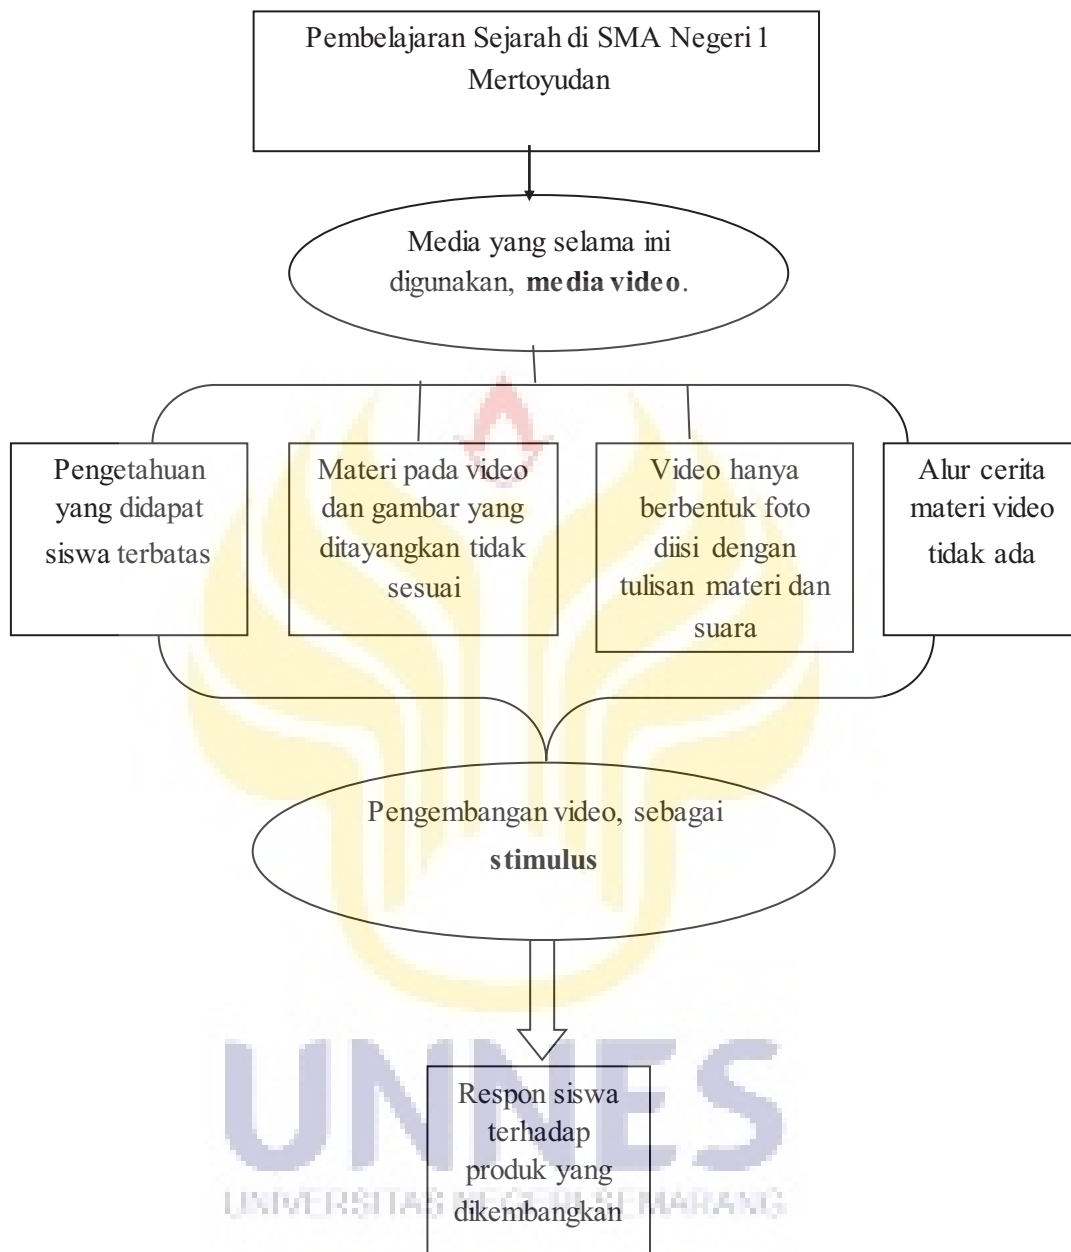 Pembelajaran Sejarah di SMA Negeri 1
Mertoyudan
Media yang selama ini
digunakan, media video.
Pengetahuan
yang didapat
siswa terbatas
Materi pada video
dan gambar yang
ditayangkan tidak
sesuai
Video hanya
berbentuk foto
diisi dengan
tulisan materi dan
suara
Alur cerita
materi video
tidak ada
Pengembangan video, sebagai
stimulus
Respon siswa
terhadap
produk yang
dikembangkan
UNNES
UNIVERSITAS NEGERI SEMARANG